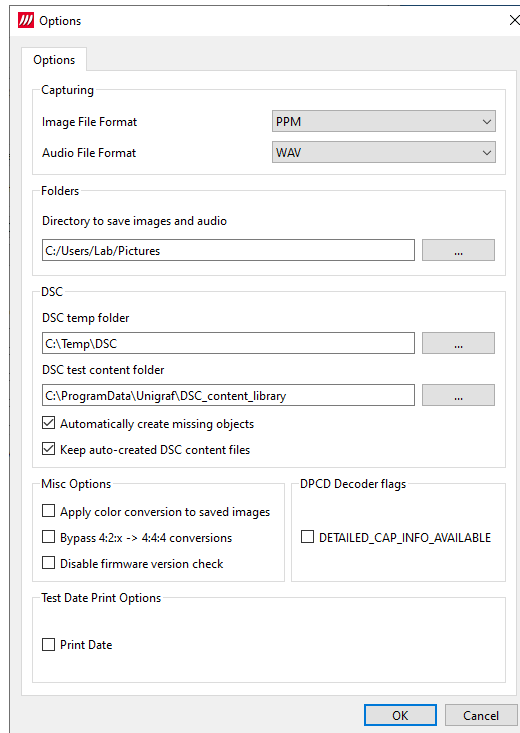 Options
Options
Capturing
Image File Format
PPM
Audio File Format
WAV
Folders
Directory to save images and audio
C:/Users/Lab/Pictures
...
DSC
DSC temp folder
C:\Temp\DSC
...
DSC test content folder
C:\ProgramData\Unigraf\DSC_content_library
...
Automatically create missing objects
Keep auto-created DSC content files
Misc Options
Apply color conversion to saved images
Bypass 4:2:x -> 4:4:4 conversions
Disable firmware version check
DPCD Decoder flags
DETAILED_CAP_INFO_AVAILABLE
Test Date Print Options
Print Date
OK
Cancel